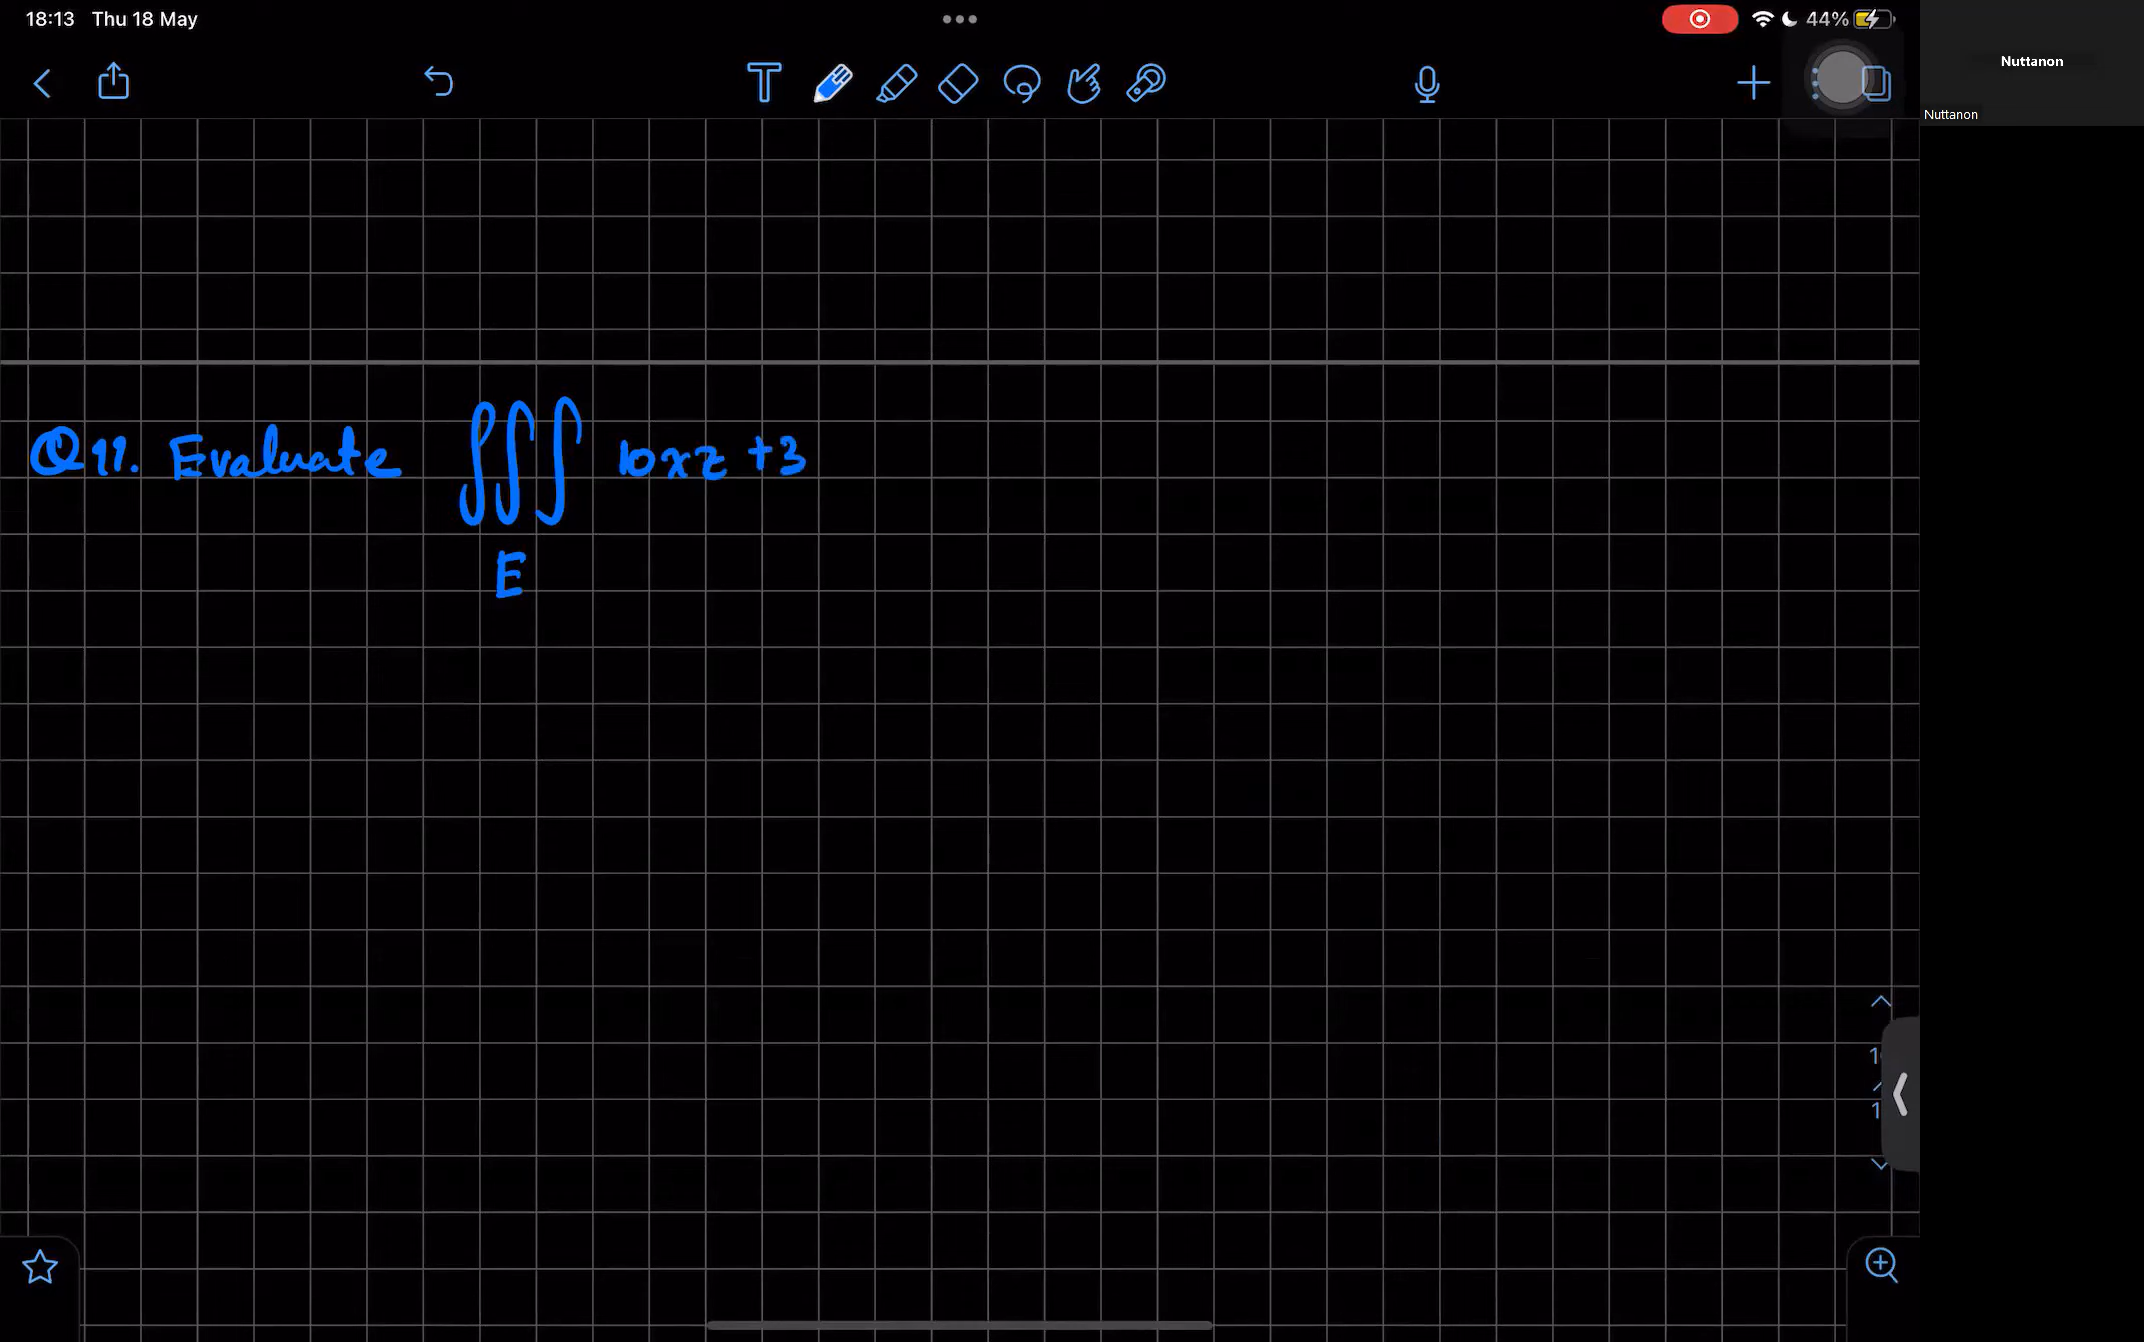 18:13 Thu 18 May
44%
Nuttanon
Nuttanon
Q11. Evaluate ∭ 10xz +3
E